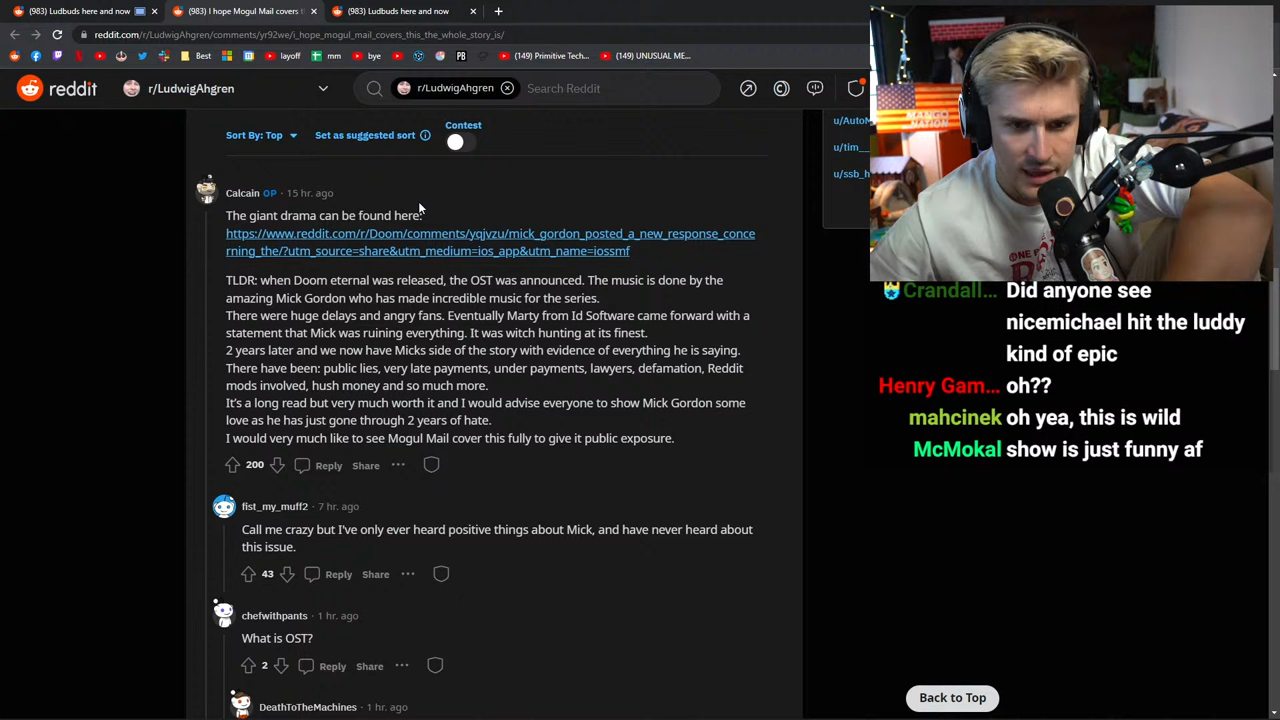 (983) Ludbuds here and now
(983) I hope Mogul Mail covers t
(983) Ludbuds here and now
reddit.com/r/LudwigAhgren/comments/yr92we/i_hope_mogul_mail_covers_this_the_whole_story_is/
Best
layoff
mm
bye
PB
(149) Primitive Tech...
(149) UNUSUAL ME...
reddit
r/LudwigAhgren
r/LudwigAhgren
Search Reddit
Sort By: Top
Set as suggested sort
Contest
u/AutoM
u/tim__
u/ssb_h
MANGO
NATION
Calcain OP · 15 hr. ago
The giant drama can be found here:
https://www.reddit.com/r/Doom/comments/yqjvzu/mick_gordon_posted_a_new_response_conce
rning_the/?utm_source=share&utm_medium=ios_app&utm_name=iossmf
TLDR: when Doom eternal was released, the OST was announced. The music is done by the
amazing Mick Gordon who has made incredible music for the series.
There were huge delays and angry fans. Eventually Marty from Id Software came forward with a
statement that Mick was ruining everything. It was witch hunting at its finest.
2 years later and we now have Micks side of the story with evidence of everything he is saying.
There have been: public lies, very late payments, under payments, lawyers, defamation, Reddit
mods involved, hush money and so much more.
It's a long read but very much worth it and I would advise everyone to show Mick Gordon some
love as he has just gone through 2 years of hate.
I would very much like to see Mogul Mail cover this fully to give it public exposure.
200 Reply Share ···
fist_my_muff2 · 7 hr. ago
Call me crazy but I've only ever heard positive things about Mick, and have never heard about
this issue.
43 Reply Share ···
chefwithpants · 1 hr. ago
What is OST?
2 Reply Share ···
DeathToTheMachines · 1 hr. ago
Crandall... Did anyone see
nicemichael hit the luddy
kind of epic
Henry Gam... oh??
mahcinek oh yea, this is wild
McMokal show is just funny af
Back to Top